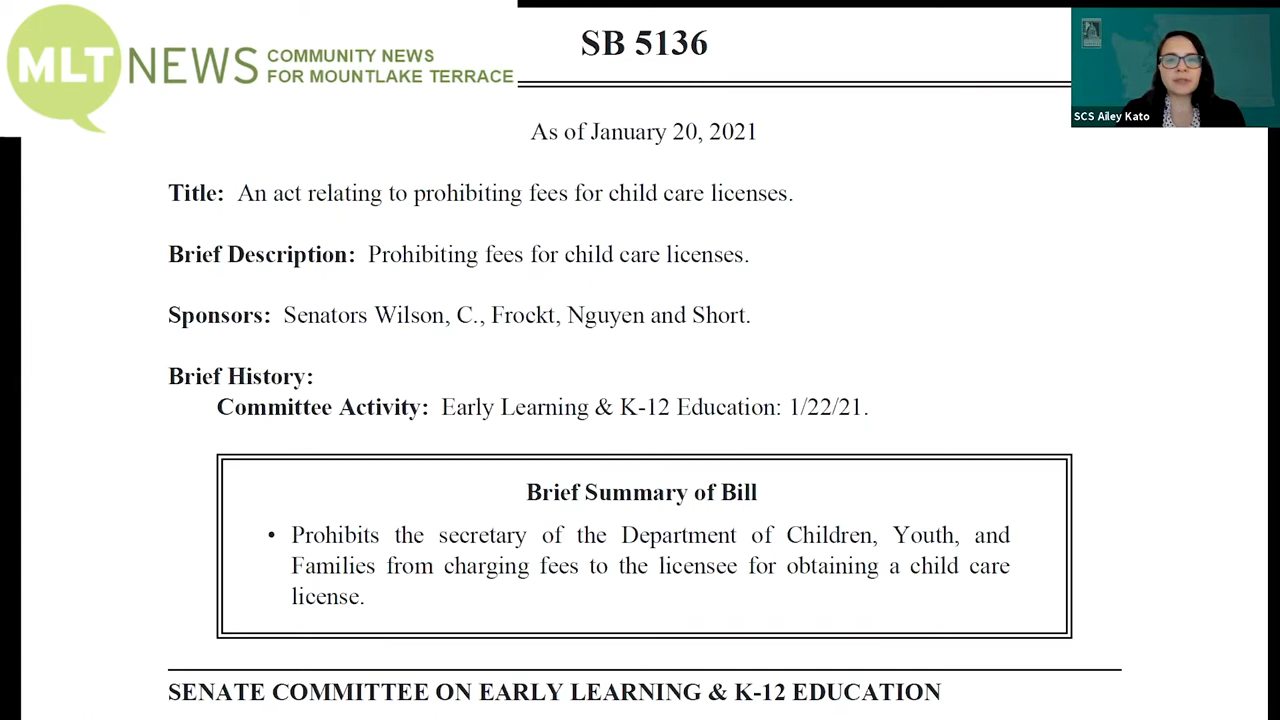 MLT NEWS
COMMUNITY NEWS
FOR MOUNTLAKE TERRACE
SB 5136
SCS Ailey Kato
As of January 20, 2021
Title: An act relating to prohibiting fees for child care licenses.
Brief Description: Prohibiting fees for child care licenses.
Sponsors: Senators Wilson, C., Frockt, Nguyen and Short.
Brief History:
Committee Activity: Early Learning & K-12 Education: 1/22/21.
Brief Summary of Bill
• Prohibits the secretary of the Department of Children, Youth, and
Families from charging fees to the licensee for obtaining a child care
license.
SENATE COMMITTEE ON EARLY LEARNING & K-12 EDUCATION